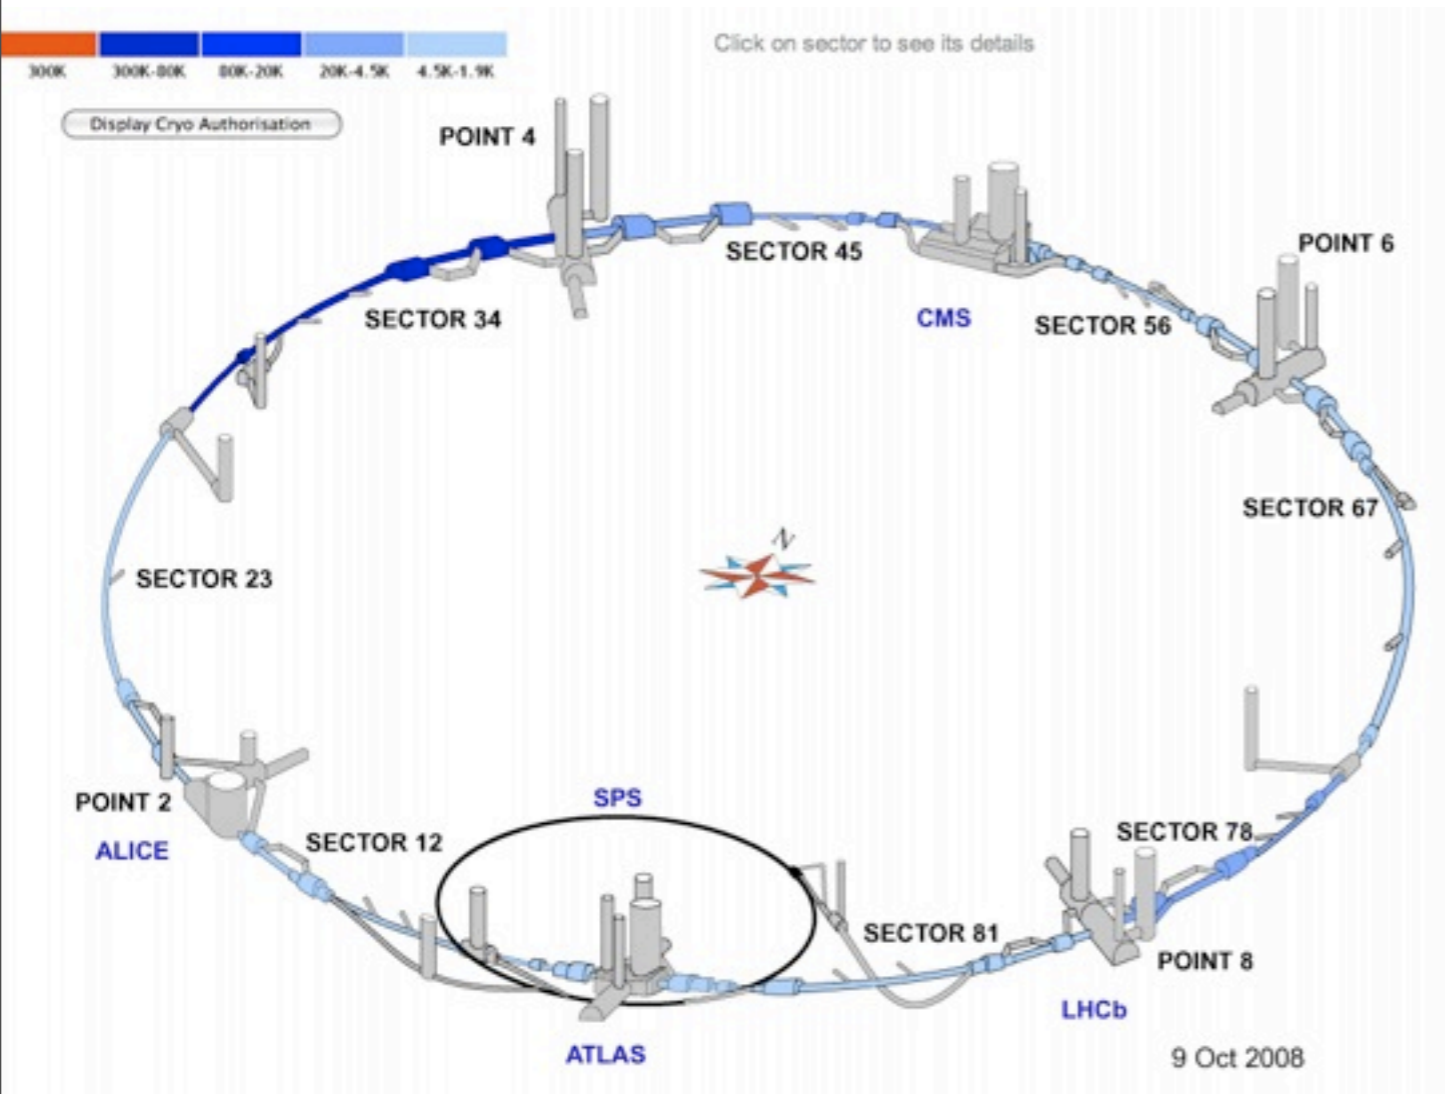 Click on sector to see its details
300K 300K-80K 80K-20K 20K-4.5K 4.5K-1.9K
Display Cryo Authorisation
POINT 4
POINT 6
SECTOR 45
SECTOR 34
CMS
SECTOR 56
SECTOR 67
N
SECTOR 23
POINT 2
SPS
SECTOR 78
ALICE
SECTOR 12
SECTOR 81
POINT 8
LHCb
ATLAS
9 Oct 2008